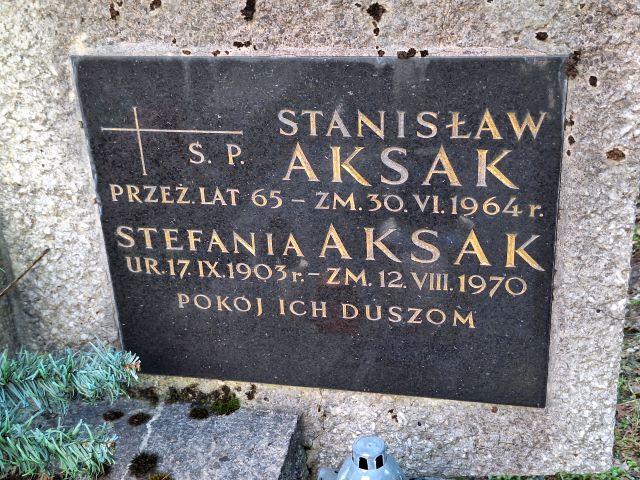 STANISŁAW
Ś. P. AKSAK
PRZEŻ. LAT 65 – ZM. 30. VI. 1964 r.
STEFANIA AKSAK
UR. 17. IX. 1903 r. – ZM. 12. VIII. 1970
POKÓJ ICH DUSZOM